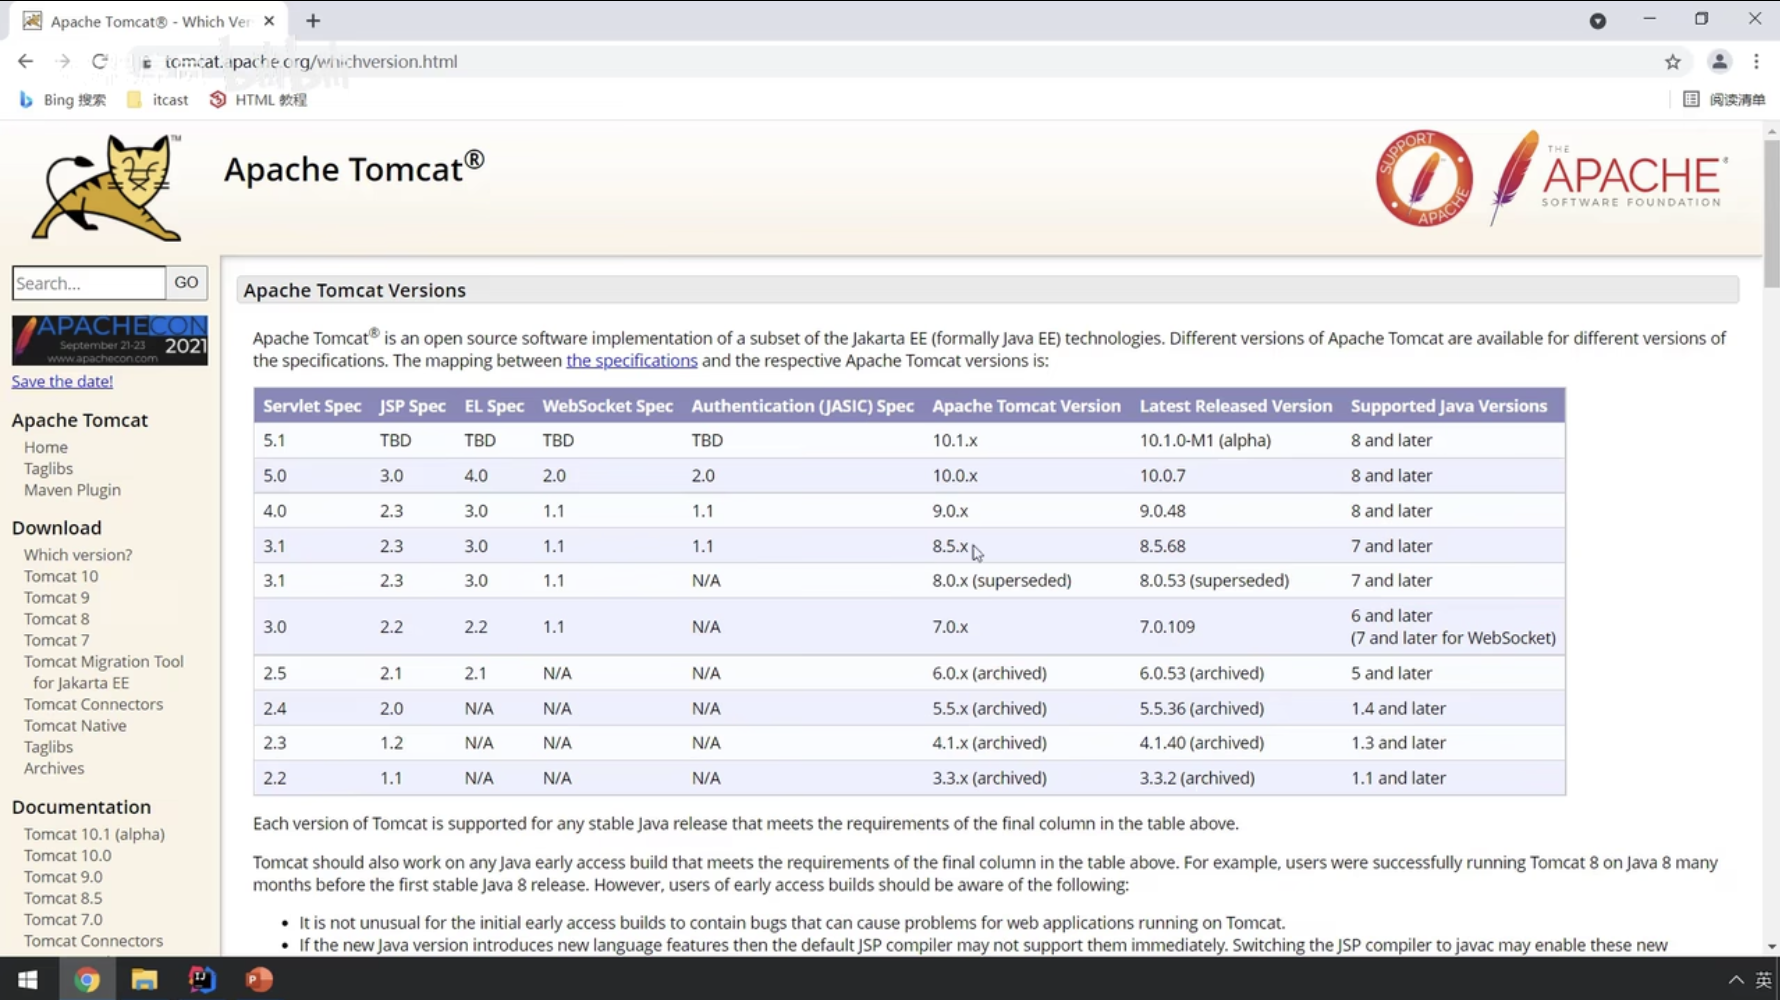 Apache Tomcat® - Which Ver
tomcat.apache.org/whichversion.html
Bing 搜索
itcast
HTML 教程
阅读清单
TM
Apache Tomcat®
SUPPORT APACHE
THE
APACHE®
SOFTWARE FOUNDATION
Search...
GO
APACHECON
September 21-23 2021
www.apachecon.com
Save the date!
Apache Tomcat
Home
Taglibs
Maven Plugin
Download
Which version?
Tomcat 10
Tomcat 9
Tomcat 8
Tomcat 7
Tomcat Migration Tool
for Jakarta EE
Tomcat Connectors
Tomcat Native
Taglibs
Archives
Documentation
Tomcat 10.1 (alpha)
Tomcat 10.0
Tomcat 9.0
Tomcat 8.5
Tomcat 7.0
Tomcat Connectors
Apache Tomcat Versions
Apache Tomcat® is an open source software implementation of a subset of the Jakarta EE (formally Java EE) technologies. Different versions of Apache Tomcat are available for different versions of
the specifications. The mapping between the specifications and the respective Apache Tomcat versions is:
Servlet Spec JSP Spec EL Spec WebSocket Spec Authentication (JASIC) Spec Apache Tomcat Version Latest Released Version Supported Java Versions
5.1 TBD TBD TBD TBD 10.1.x 10.1.0-M1 (alpha) 8 and later
5.0 3.0 4.0 2.0 2.0 10.0.x 10.0.7 8 and later
4.0 2.3 3.0 1.1 1.1 9.0.x 9.0.48 8 and later
3.1 2.3 3.0 1.1 1.1 8.5.x 8.5.68 7 and later
3.1 2.3 3.0 1.1 N/A 8.0.x (superseded) 8.0.53 (superseded) 7 and later
3.0 2.2 2.2 1.1 N/A 7.0.x 7.0.109 6 and later
(7 and later for WebSocket)
2.5 2.1 2.1 N/A N/A 6.0.x (archived) 6.0.53 (archived) 5 and later
2.4 2.0 N/A N/A N/A 5.5.x (archived) 5.5.36 (archived) 1.4 and later
2.3 1.2 N/A N/A N/A 4.1.x (archived) 4.1.40 (archived) 1.3 and later
2.2 1.1 N/A N/A N/A 3.3.x (archived) 3.3.2 (archived) 1.1 and later
Each version of Tomcat is supported for any stable Java release that meets the requirements of the final column in the table above.
Tomcat should also work on any Java early access build that meets the requirements of the final column in the table above. For example, users were successfully running Tomcat 8 on Java 8 many
months before the first stable Java 8 release. However, users of early access builds should be aware of the following:
• It is not unusual for the initial early access builds to contain bugs that can cause problems for web applications running on Tomcat.
• If the new Java version introduces new language features then the default JSP compiler may not support them immediately. Switching the JSP compiler to javac may enable these new
英